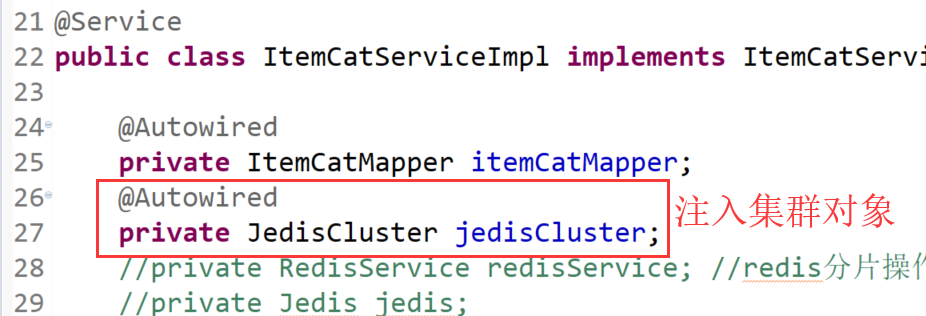 21 @Service
22 public class ItemCatServiceImpl implements ItemCatServi
23
24 @Autowired
25 private ItemCatMapper itemCatMapper;
26 @Autowired
27 private JedisCluster jedisCluster; 注入集群对象
28 //private RedisService redisService; //redis分片操作
29 //private Jedis jedis;